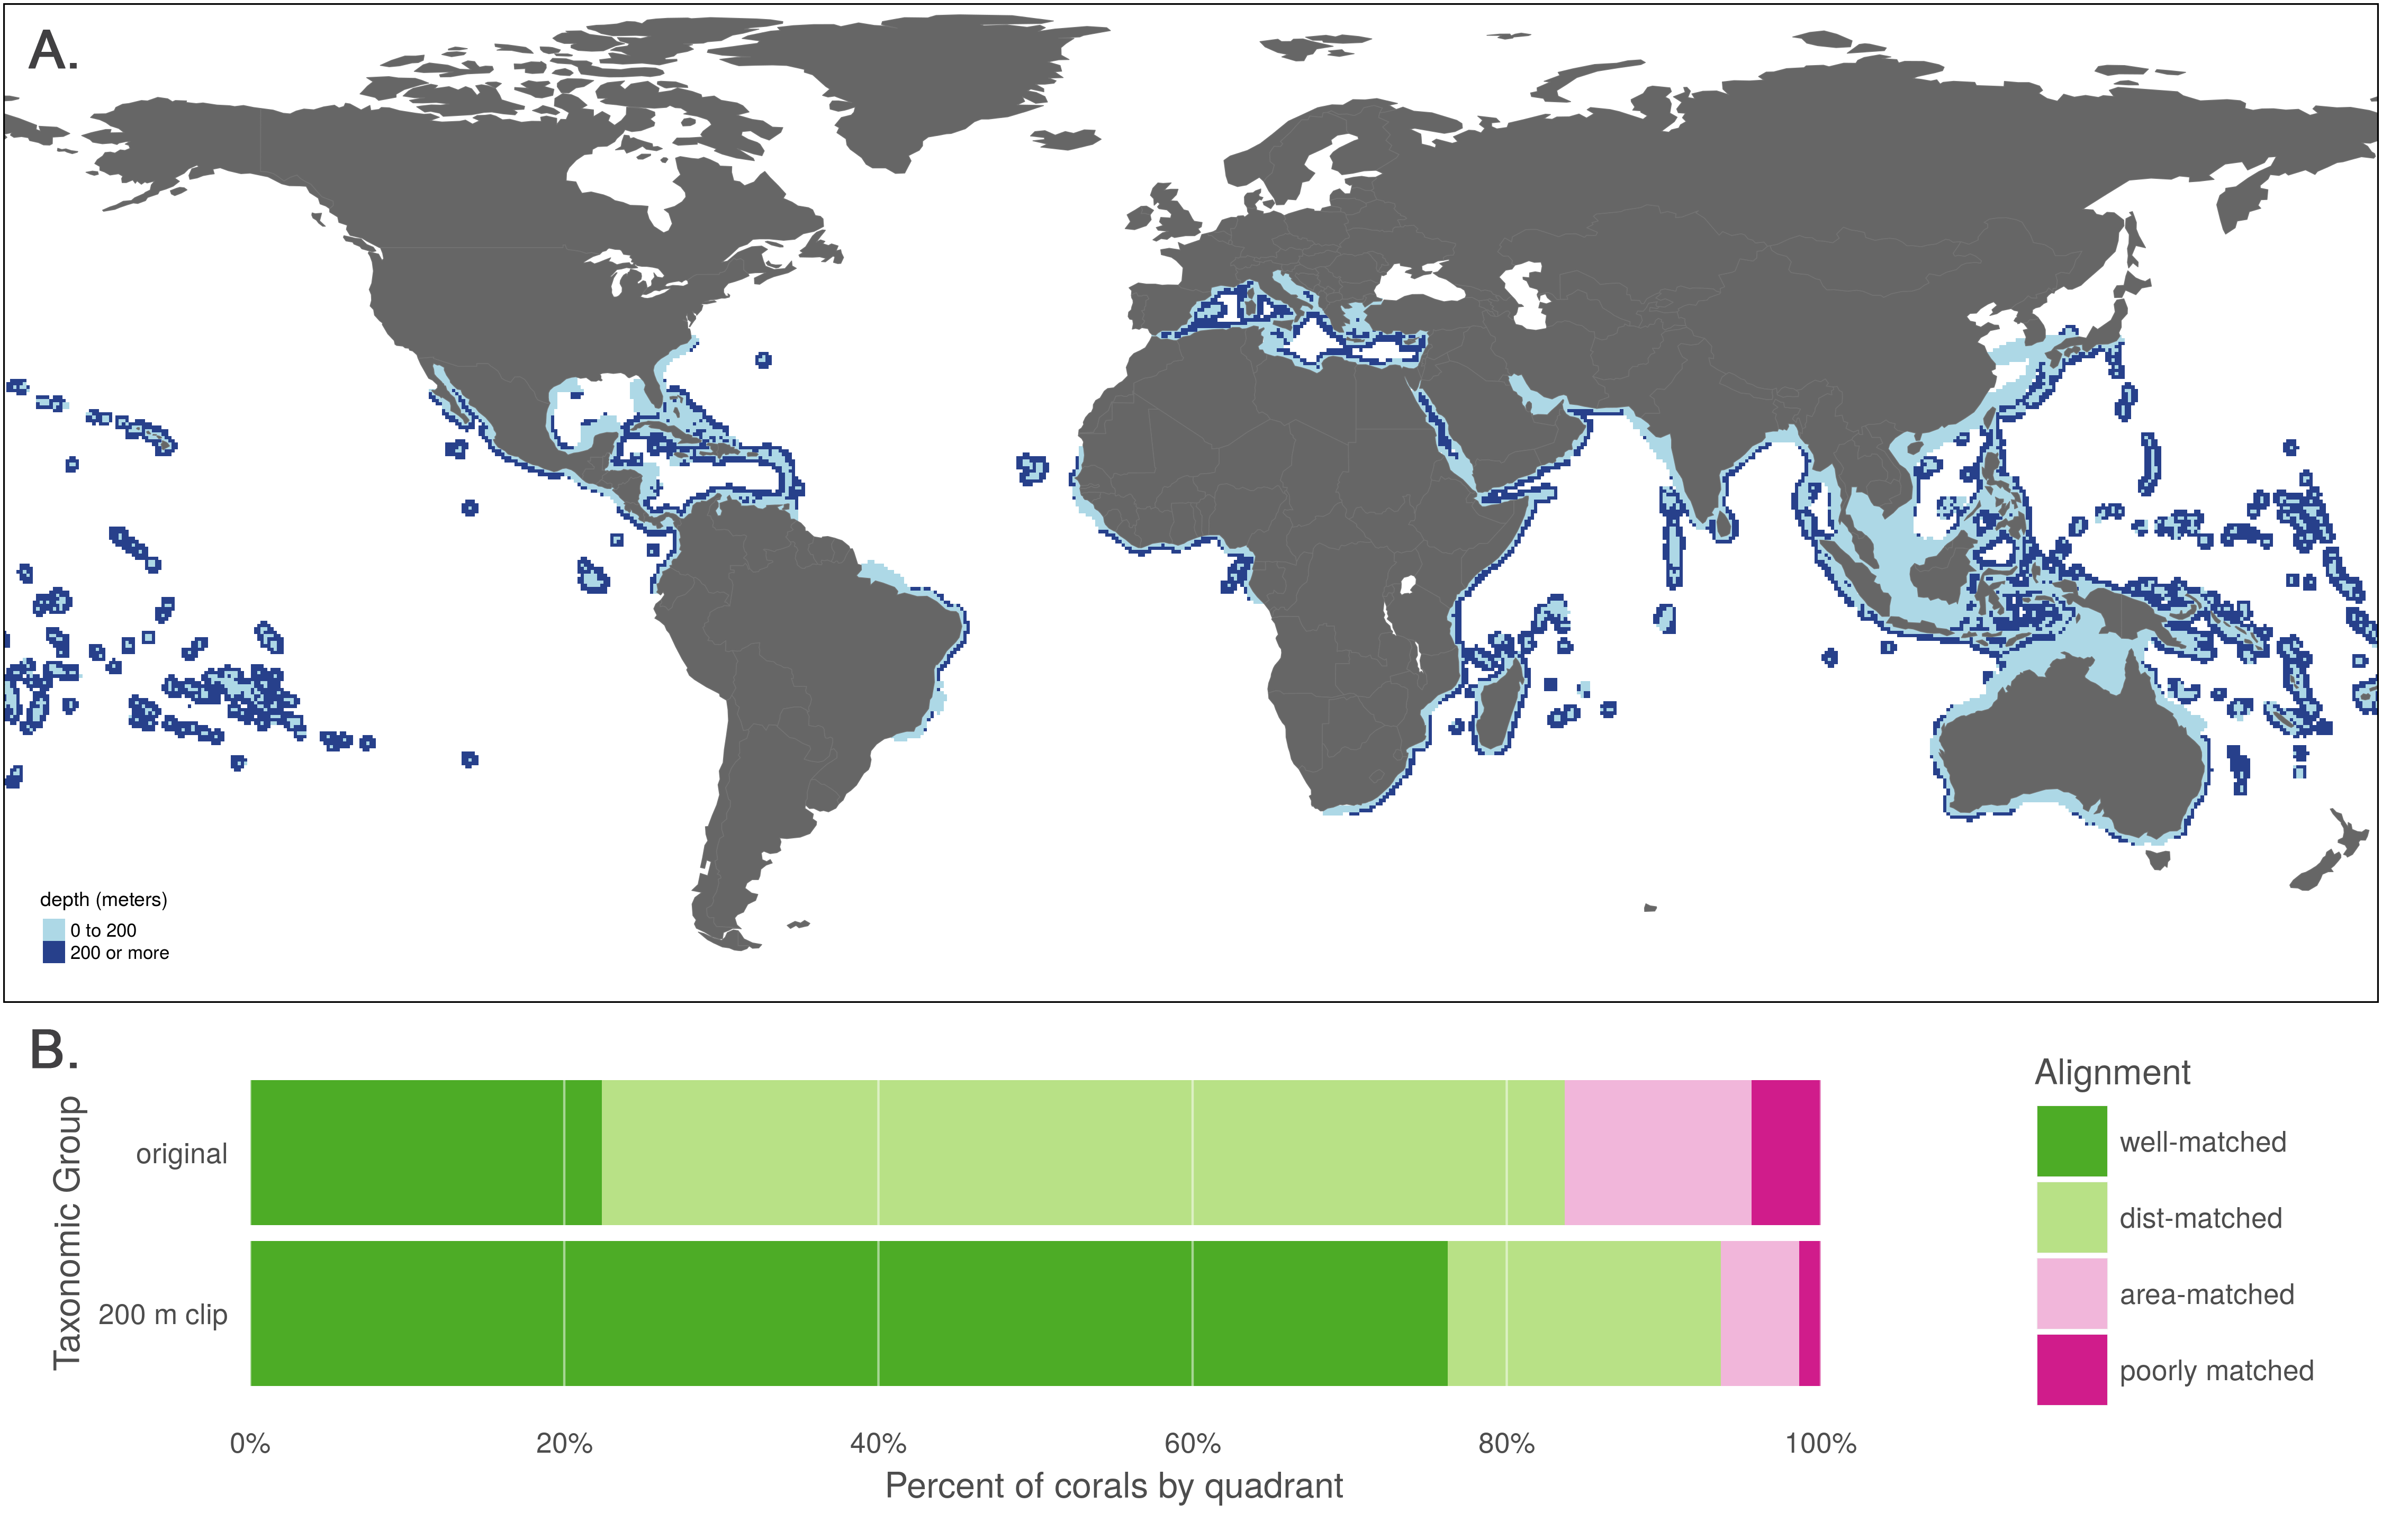 A.
depth (meters)
0 to 200
200 or more
B.
Taxonomic Group
original
200 m clip
0% 20% 40% 60% 80% 100%
Percent of corals by quadrant
Alignment
well-matched
dist-matched
area-matched
poorly matched